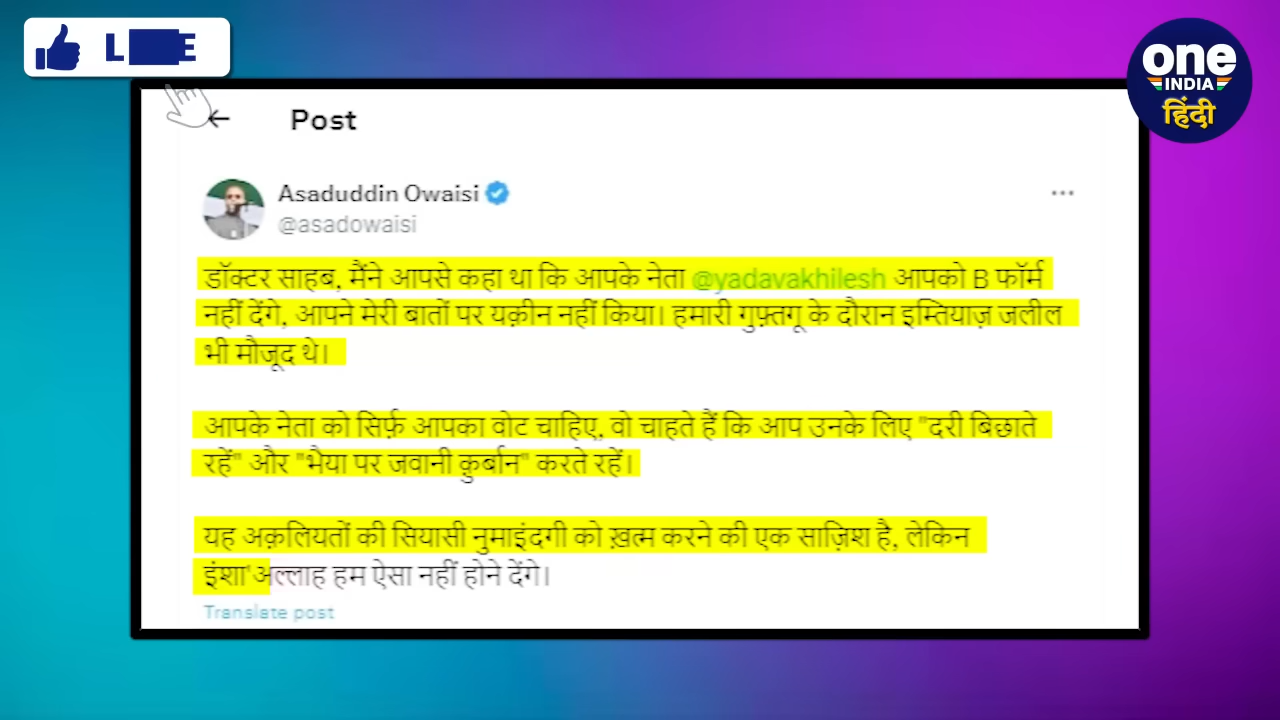 L E
one
INDIA
हिंदी
Post
Asaduddin Owaisi
@asadowaisi
डॉक्टर साहब, मैंने आपसे कहा था कि आपके नेता @yadavakhilesh आपको B फॉर्म
नहीं देंगे, आपने मेरी बातों पर यक़ीन नहीं किया। हमारी गुफ़्तगू के दौरान इम्तियाज़ जलील
भी मौजूद थे।
आपके नेता को सिर्फ़ आपका वोट चाहिए, वो चाहते हैं कि आप उनके लिए "दरी बिछाते
रहें" और "भैया पर जवानी क़ुर्बान" करते रहें।
यह अक़लियतों की सियासी नुमाइंदगी को ख़त्म करने की एक साज़िश है, लेकिन
इंशा'अल्लाह हम ऐसा नहीं होने देंगे।
Translate post